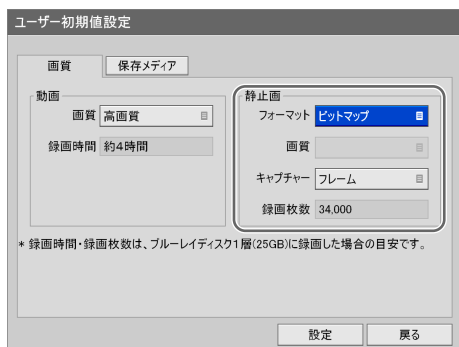 ユーザー初期値設定
画質
保存メディア
動画
画質 高画質
録画時間 約4時間
静止画
フォーマット ビットマップ
画質
キャプチャー フレーム
録画枚数 34,000
* 録画時間・録画枚数は、ブルーレイディスク1層(25GB)に録画した場合の目安です。
設定
戻る